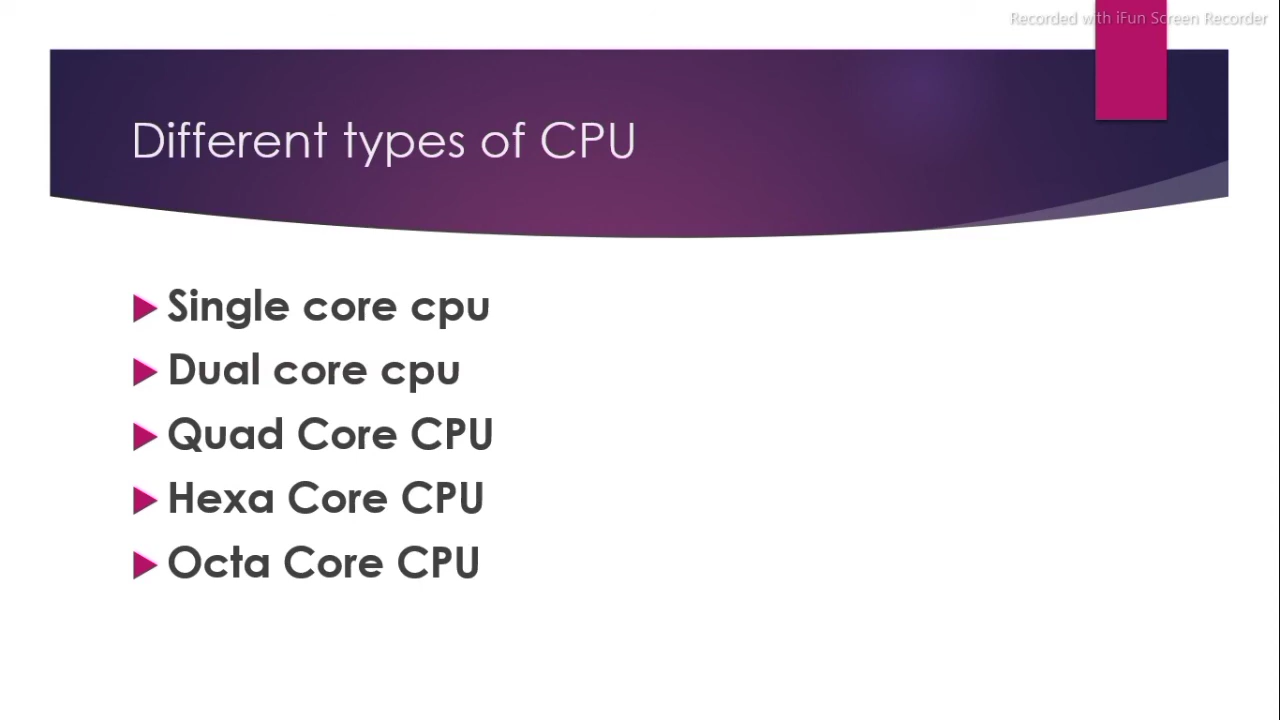 Recorded with iFun Screen Recorder
Different types of CPU
Single core cpu
Dual core cpu
Quad Core CPU
Hexa Core CPU
Octa Core CPU